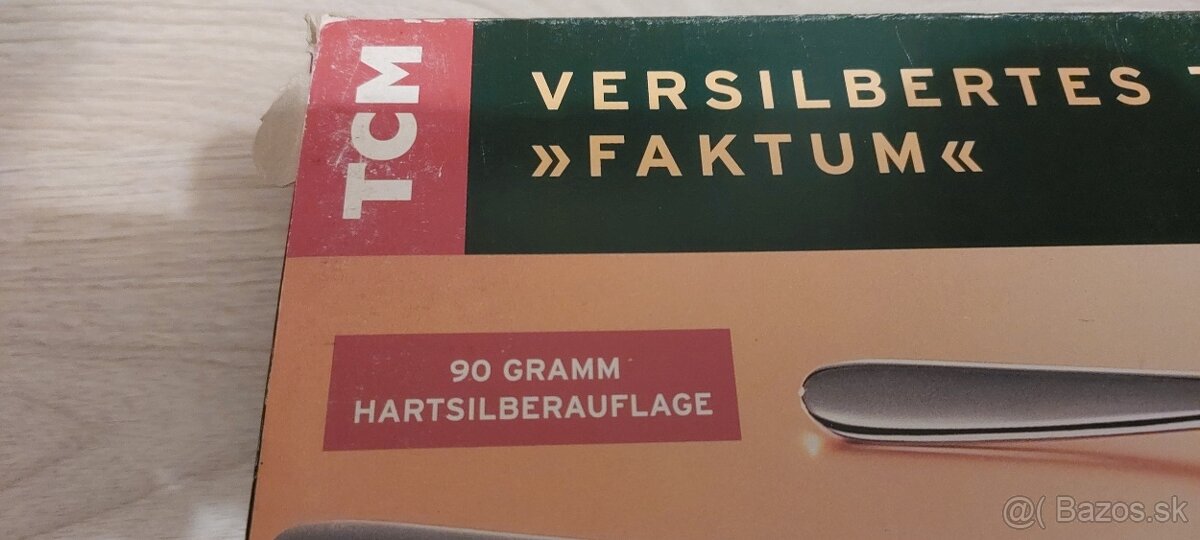 TCM
VERSILBERTES
»FAKTUM«
90 GRAMM
HARTSILBERAUFLAGE
@( Bazos.sk